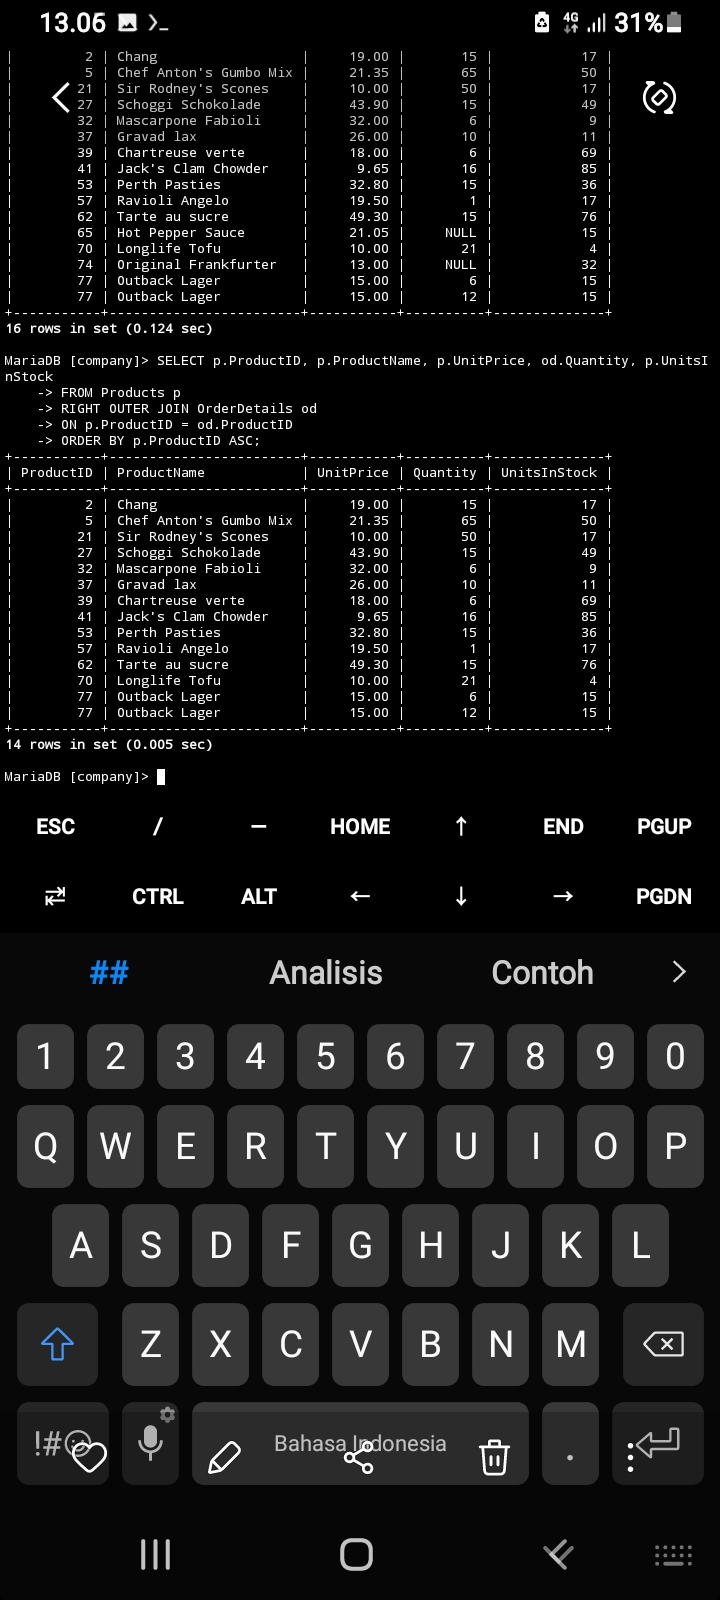 13.06 >_ 4G 31%
| 2 | Chang | 19.00 | 15 | 17 |
| 5 | Chef Anton's Gumbo Mix | 21.35 | 65 | 50 |
| 21 | Sir Rodney's Scones | 10.00 | 50 | 17 |
| 27 | Schoggi Schokolade | 43.90 | 15 | 49 |
| 32 | Mascarpone Fabioli | 32.00 | 6 | 9 |
| 37 | Gravad lax | 26.00 | 10 | 11 |
| 39 | Chartreuse verte | 18.00 | 6 | 69 |
| 41 | Jack's Clam Chowder | 9.65 | 16 | 85 |
| 53 | Perth Pasties | 32.80 | 15 | 36 |
| 57 | Ravioli Angelo | 19.50 | 1 | 17 |
| 62 | Tarte au sucre | 49.30 | 15 | 76 |
| 65 | Hot Pepper Sauce | 21.05 | NULL | 15 |
| 70 | Longlife Tofu | 10.00 | 21 | 4 |
| 74 | Original Frankfurter | 13.00 | NULL | 32 |
| 77 | Outback Lager | 15.00 | 6 | 15 |
| 77 | Outback Lager | 15.00 | 12 | 15 |
+-----------+------------------------+-----------+----------+--------------+
16 rows in set (0.124 sec)
MariaDB [company]> SELECT p.ProductID, p.ProductName, p.UnitPrice, od.Quantity, p.UnitsI
nStock
-> FROM Products p
-> RIGHT OUTER JOIN OrderDetails od
-> ON p.ProductID = od.ProductID
-> ORDER BY p.ProductID ASC;
+-----------+------------------------+-----------+----------+--------------+
| ProductID | ProductName | UnitPrice | Quantity | UnitsInStock |
+-----------+------------------------+-----------+----------+--------------+
| 2 | Chang | 19.00 | 15 | 17 |
| 5 | Chef Anton's Gumbo Mix | 21.35 | 65 | 50 |
| 21 | Sir Rodney's Scones | 10.00 | 50 | 17 |
| 27 | Schoggi Schokolade | 43.90 | 15 | 49 |
| 32 | Mascarpone Fabioli | 32.00 | 6 | 9 |
| 37 | Gravad lax | 26.00 | 10 | 11 |
| 39 | Chartreuse verte | 18.00 | 6 | 69 |
| 41 | Jack's Clam Chowder | 9.65 | 16 | 85 |
| 53 | Perth Pasties | 32.80 | 15 | 36 |
| 57 | Ravioli Angelo | 19.50 | 1 | 17 |
| 62 | Tarte au sucre | 49.30 | 15 | 76 |
| 70 | Longlife Tofu | 10.00 | 21 | 4 |
| 77 | Outback Lager | 15.00 | 6 | 15 |
| 77 | Outback Lager | 15.00 | 12 | 15 |
+-----------+------------------------+-----------+----------+--------------+
14 rows in set (0.005 sec)
MariaDB [company]>
ESC / — HOME ↑ END PGUP
⇄ CTRL ALT ← ↓ → PGDN
## Analisis Contoh >
1 2 3 4 5 6 7 8 9 0
Q W E R T Y U I O P
A S D F G H J K L
Z X C V B N M
!#☺ Bahasa Indonesia .